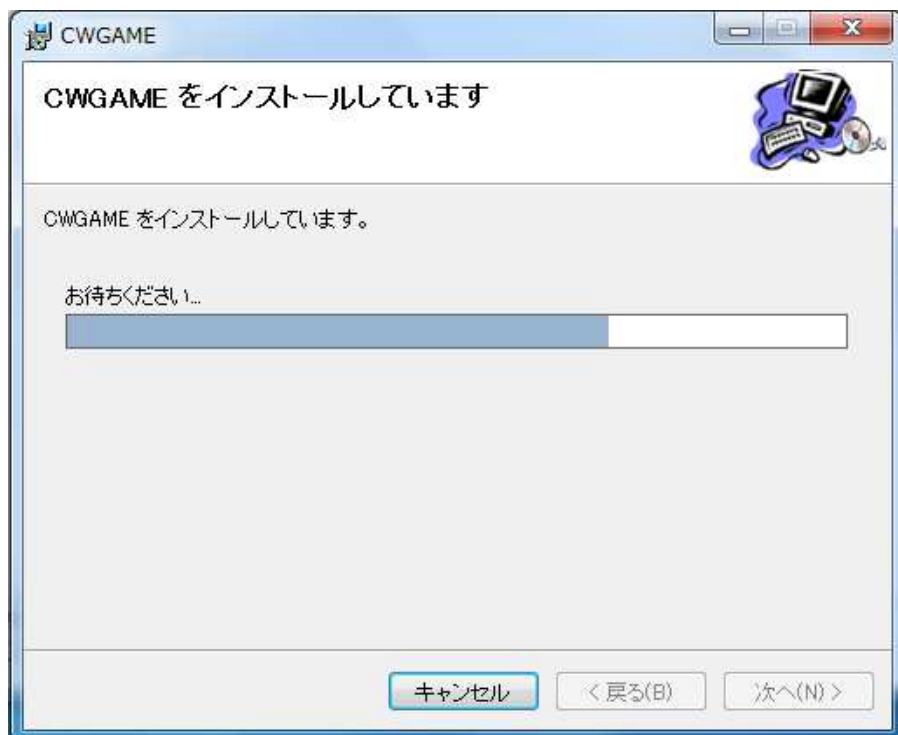 CWGAME
CWGAME をインストールしています
CWGAME をインストールしています。
お待ちください...
キャンセル
< 戻る(B)
次へ(N) >